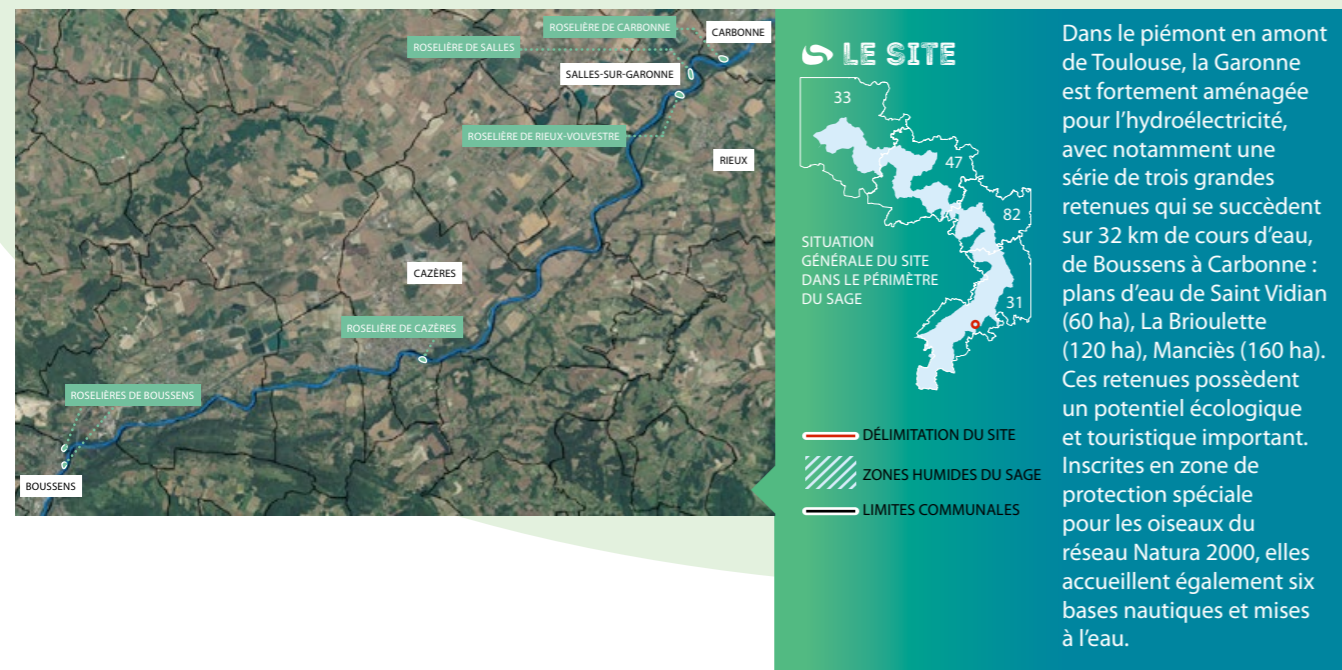 ROSELIÈRE DE CARBONNE
CARBONNE
ROSELIÈRE DE SALLES
SALLES-SUR-GARONNE
ROSELIÈRE DE RIEUX-VOLVESTRE
RIEUX
CAZÈRES
ROSELIÈRE DE CAZÈRES
ROSELIÈRES DE BOUSSENS
BOUSSENS
LE SITE
33
47
82
31
SITUATION
GÉNÉRALE DU SITE
DANS LE PÉRIMÈTRE
DU SAGE
DÉLIMITATION DU SITE
ZONES HUMIDES DU SAGE
LIMITES COMMUNALES
Dans le piémont en amont
de Toulouse, la Garonne
est fortement aménagée
pour l'hydroélectricité,
avec notamment une
série de trois grandes
retenues qui se succèdent
sur 32 km de cours d'eau,
de Boussens à Carbonne :
plans d'eau de Saint Vidian
(60 ha), La Brioulette
(120 ha), Manciès (160 ha).
Ces retenues possèdent
un potentiel écologique
et touristique important.
Inscrites en zone de
protection spéciale
pour les oiseaux du
réseau Natura 2000, elles
accueillent également six
bases nautiques et mises
à l'eau.